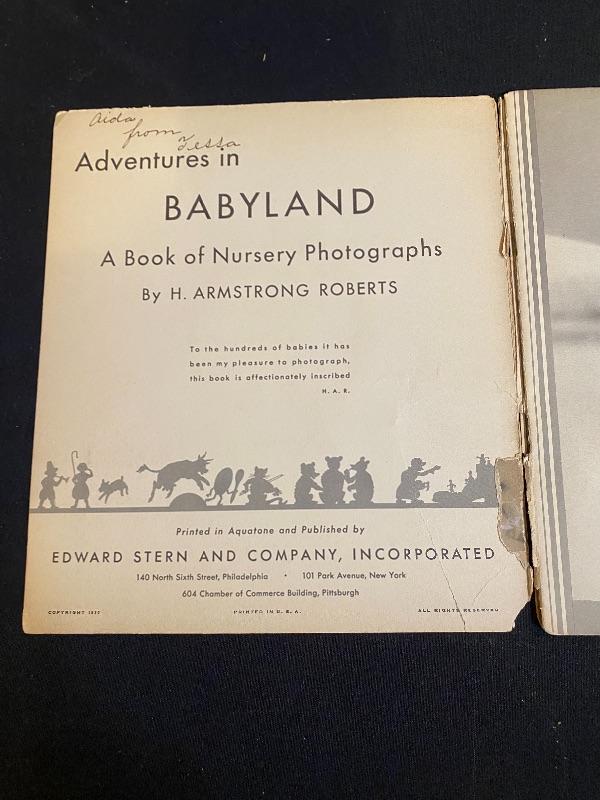 Aida
from
Tessa
Adventures in
BABYLAND
A Book of Nursery Photographs
By H. ARMSTRONG ROBERTS
To the hundreds of babies it has
been my pleasure to photograph,
this book is affectionately inscribed
H. A. R.
Printed in Aquatone and Published by
EDWARD STERN AND COMPANY, INCORPORATED
140 North Sixth Street, Philadelphia • 101 Park Avenue, New York
604 Chamber of Commerce Building, Pittsburgh
COPYRIGHT PRINTED IN U. S. A. ALL RIGHTS RESERVED